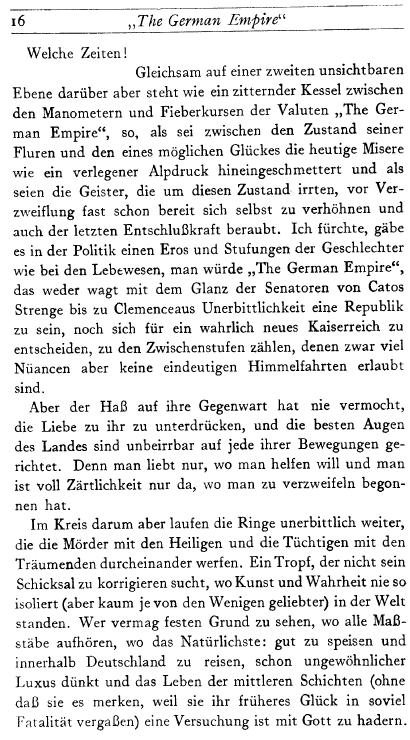 16 „The German Empire“
Welche Zeiten!
Gleichsam auf einer zweiten unsichtbaren
Ebene darüber aber steht wie ein zitternder Kessel zwischen
den Manometern und Fieberkursen der Valuten „The Ger-
man Empire“, so, als sei zwischen den Zustand seiner
Fluren und den eines möglichen Glückes die heutige Misere
wie ein verlegener Alpdruck hineingeschmettert und als
seien die Geister, die um diesen Zustand irrten, vor Ver-
zweiflung fast schon bereit sich selbst zu verhöhnen und
auch der letzten Entschlußkraft beraubt. Ich fürchte, gäbe
es in der Politik einen Eros und Stufungen der Geschlechter
wie bei den Lebewesen, man würde „The German Empire“,
das weder wagt mit dem Glanz der Senatoren von Catos
Strenge bis zu Clemenceaus Unerbittlichkeit eine Republik
zu sein, noch sich für ein wahrlich neues Kaiserreich zu
entscheiden, zu den Zwischenstufen zählen, denen zwar viel
Nüancen aber keine eindeutigen Himmelfahrten erlaubt
sind.
Aber der Haß auf ihre Gegenwart hat nie vermocht,
die Liebe zu ihr zu unterdrücken, und die besten Augen
des Landes sind unbeirrbar auf jede ihrer Bewegungen ge-
richtet. Denn man liebt nur, wo man helfen will und man
ist voll Zärtlichkeit nur da, wo man zu verzweifeln begon-
nen hat.
Im Kreis darum aber laufen die Ringe unerbittlich weiter,
die die Mörder mit den Heiligen und die Tüchtigen mit den
Träumenden durcheinander werfen. Ein Tropf, der nicht sein
Schicksal zu korrigieren sucht, wo Kunst und Wahrheit nie so
isoliert (aber kaum je von den Wenigen geliebter) in der Welt
standen. Wer vermag festen Grund zu sehen, wo alle Maß-
stäbe aufhören, wo das Natürlichste: gut zu speisen und
innerhalb Deutschland zu reisen, schon ungewöhnlicher
Luxus dünkt und das Leben der mittleren Schichten (ohne
daß sie es merken, weil sie ihr früheres Glück in soviel
Fatalität vergaßen) eine Versuchung ist mit Gott zu hadern.